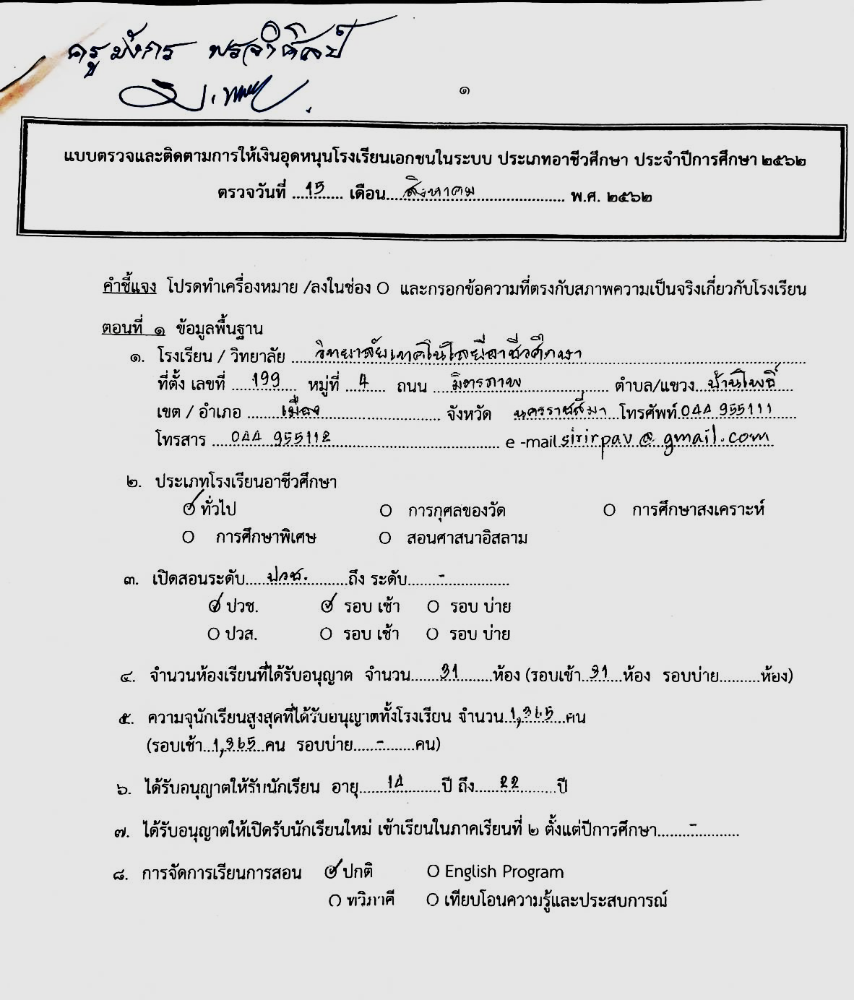 ครูมังกร
๑
แบบตรวจและติดตามการให้เงินอุดหนุนโรงเรียนเอกชนในระบบ ประเภทอาชีวศึกษา ประจำปีการศึกษา ๒๕๖๒
ตรวจวันที่ ....15........ เดือน....สิงหาคม.............................. พ.ศ. ๒๕๖๒
คำชี้แจง โปรดทำเครื่องหมาย /ลงในช่อง O และกรอกข้อความที่ตรงกับสภาพความเป็นจริงเกี่ยวกับโรงเรียน
ตอนที่ ๑ ข้อมูลพื้นฐาน
๑. โรงเรียน / วิทยาลัย ....วิทยาลัยเทคโนโลยีอาชีวศึกษา........................................
ที่ตั้ง เลขที่ ....199........ หมู่ที่ ...4...... ถนน ....มิตรภาพ.................... ตำบล/แขวง...บ้านโพธิ์....
เขต / อำเภอ ........เมือง.............................. จังหวัด นครราชสีมา...โทรศัพท์044 955111......
โทรสาร ....044 955112........................................ e -mail.sirirpav@gmail.com
๒. ประเภทโรงเรียนอาชีวศึกษา
✓ ทั่วไป O การกุศลของวัด O การศึกษาสงเคราะห์
O การศึกษาพิเศษ O สอนศาสนาอิสลาม
๓. เปิดสอนระดับ.....ปวช..........ถึง ระดับ.......-...............
✓ ปวช. ✓ รอบ เช้า O รอบ บ่าย
O ปวส. O รอบ เช้า O รอบ บ่าย
๔. จำนวนห้องเรียนที่ได้รับอนุญาต จำนวน.......31........ห้อง (รอบเช้า..31...ห้อง รอบบ่าย..........ห้อง)
๕. ความจุนักเรียนสูงสุดที่ได้รับอนุญาตทั้งโรงเรียน จำนวน..1,365...คน
(รอบเช้า...1,365...คน รอบบ่าย......-........คน)
๖. ได้รับอนุญาตให้รับนักเรียน อายุ.......14.........ปี ถึง......22..........ปี
๗. ได้รับอนุญาตให้เปิดรับนักเรียนใหม่ เข้าเรียนในภาคเรียนที่ ๒ ตั้งแต่ปีการศึกษา........-...........
๘. การจัดการเรียนการสอน ✓ ปกติ O English Program
O ทวิภาคี O เทียบโอนความรู้และประสบการณ์